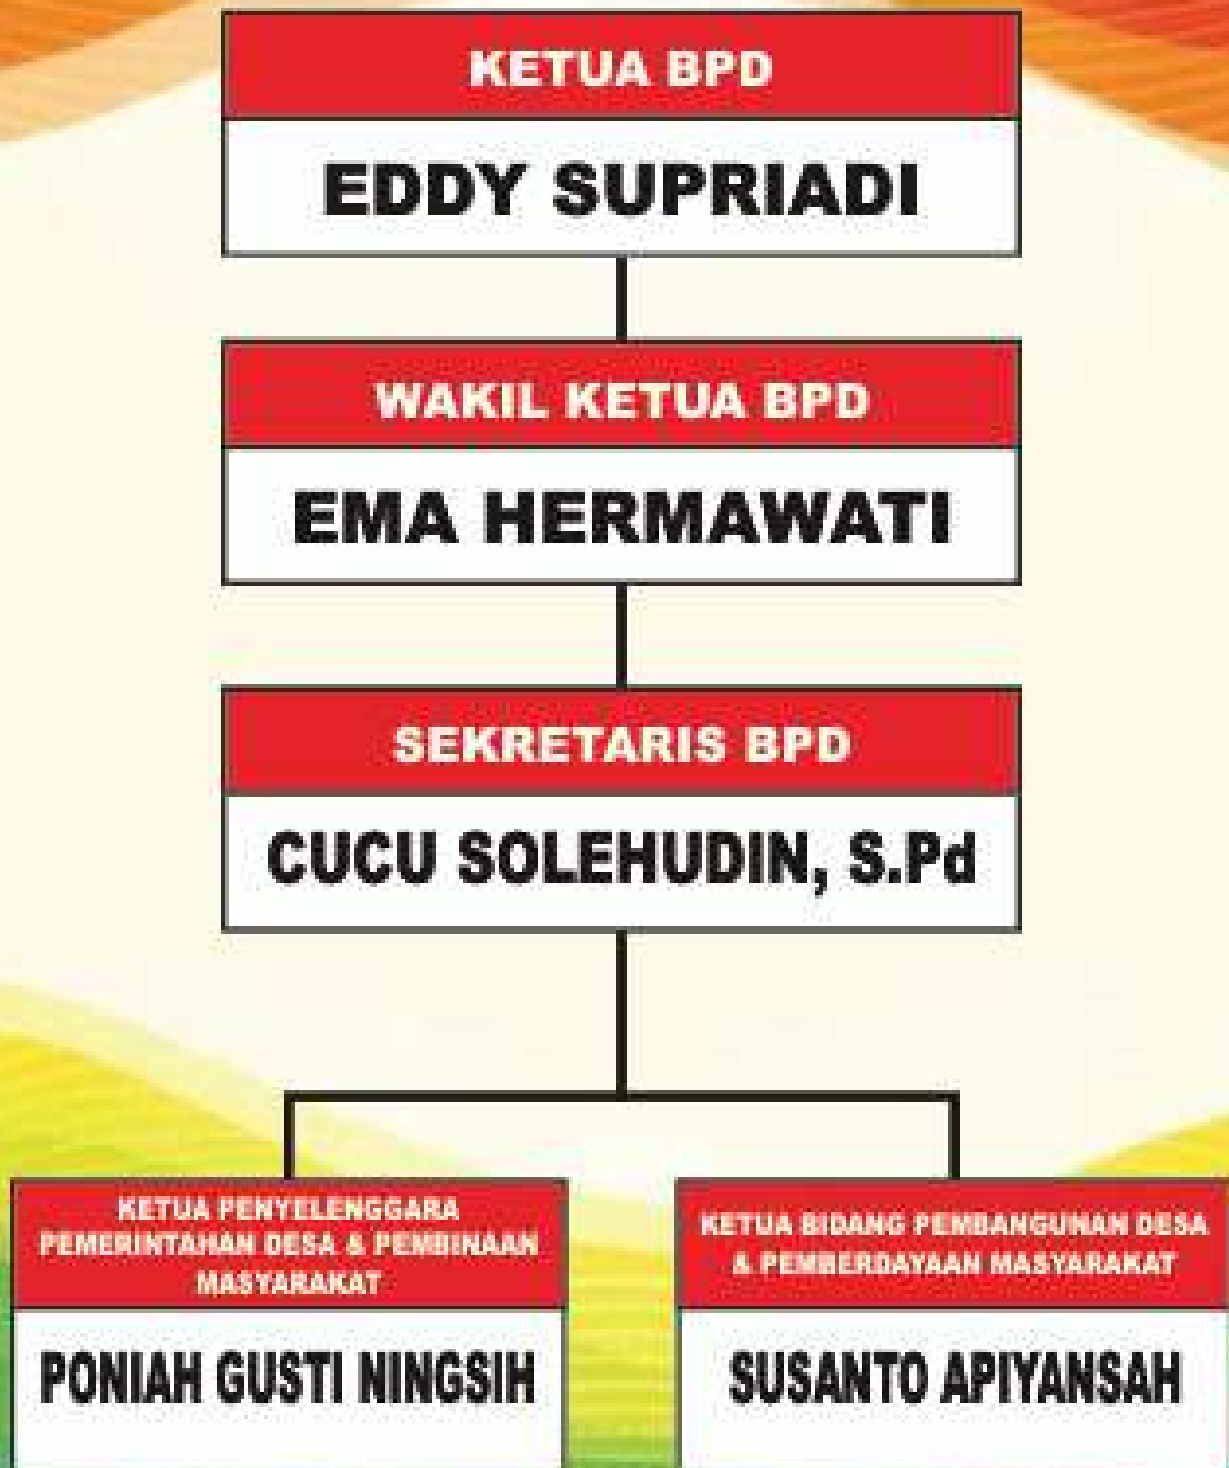 KETUA BPD
EDDY SUPRIADI
WAKIL KETUA BPD
EMA HERMAWATI
SEKRETARIS BPD
CUCU SOLEHUDIN, S.Pd
KETUA PENYELENGGARA
PEMERINTAHAN DESA & PEMBINAAN
MASYARAKAT
PONIAH GUSTI NINGSIH
KETUA BIDANG PEMBANGUNAN DESA
& PEMBERDAYAAN MASYARAKAT
SUSANTO APIYANSAH